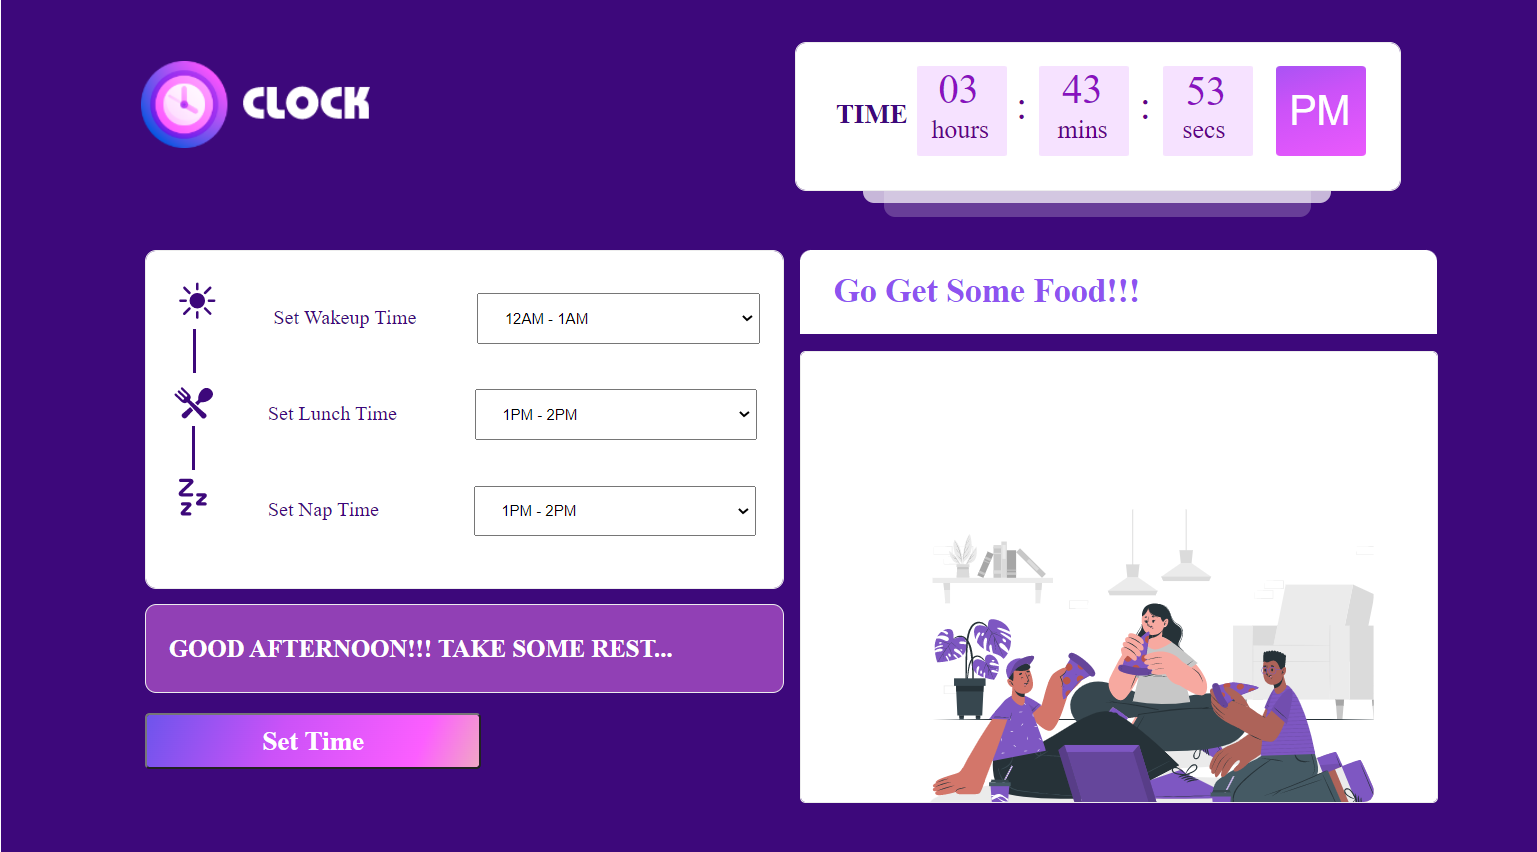 CLOCK
TIME
03 : 43 : 53 PM
hours mins secs
Set Wakeup Time 12AM - 1AM
Set Lunch Time 1PM - 2PM
Set Nap Time 1PM - 2PM
GOOD AFTERNOON!!! TAKE SOME REST...
Set Time
Go Get Some Food!!!